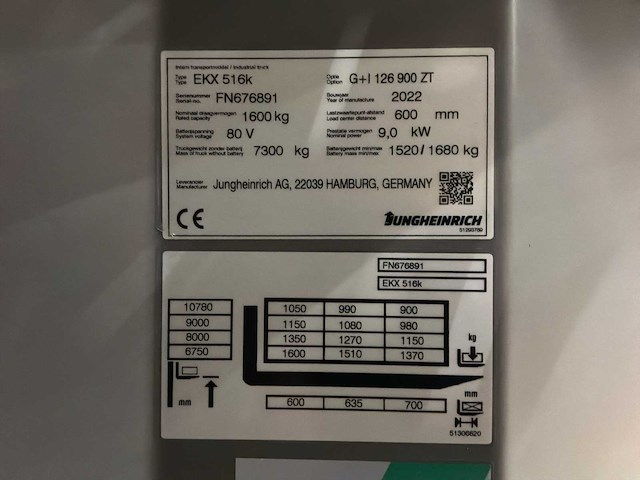 Intern transportmiddel / industrial truck
Type EKX 516k Optie G+I 126 900 ZT
Type Option
Serienummer FN676891 Bouwjaar 2022
Serial-no. Year of manufacture
Nominaal draagvermogen 1600 kg Lastzwaartepunt-afstand 600 mm
Rated capacity Load center distance
Batterijspanning 80 V Prestatie vermogen 9,0 kW
System voltage Nominal power
Truckgewicht zonder batterij 7300 kg Batterijgewicht min/max 1520 / 1680 kg
Mass of truck without battery Battery mass min/max
Leverancier Jungheinrich AG, 22039 HAMBURG, GERMANY
Manufacturer
CE JUNGHEINRICH
51200780
FN676891
EKX 516k
10780 1050 990 900
9000 1150 1080 980
8000 1350 1270 1150
6750 1600 1510 1370
kg
mm 600 635 700 mm
51306620